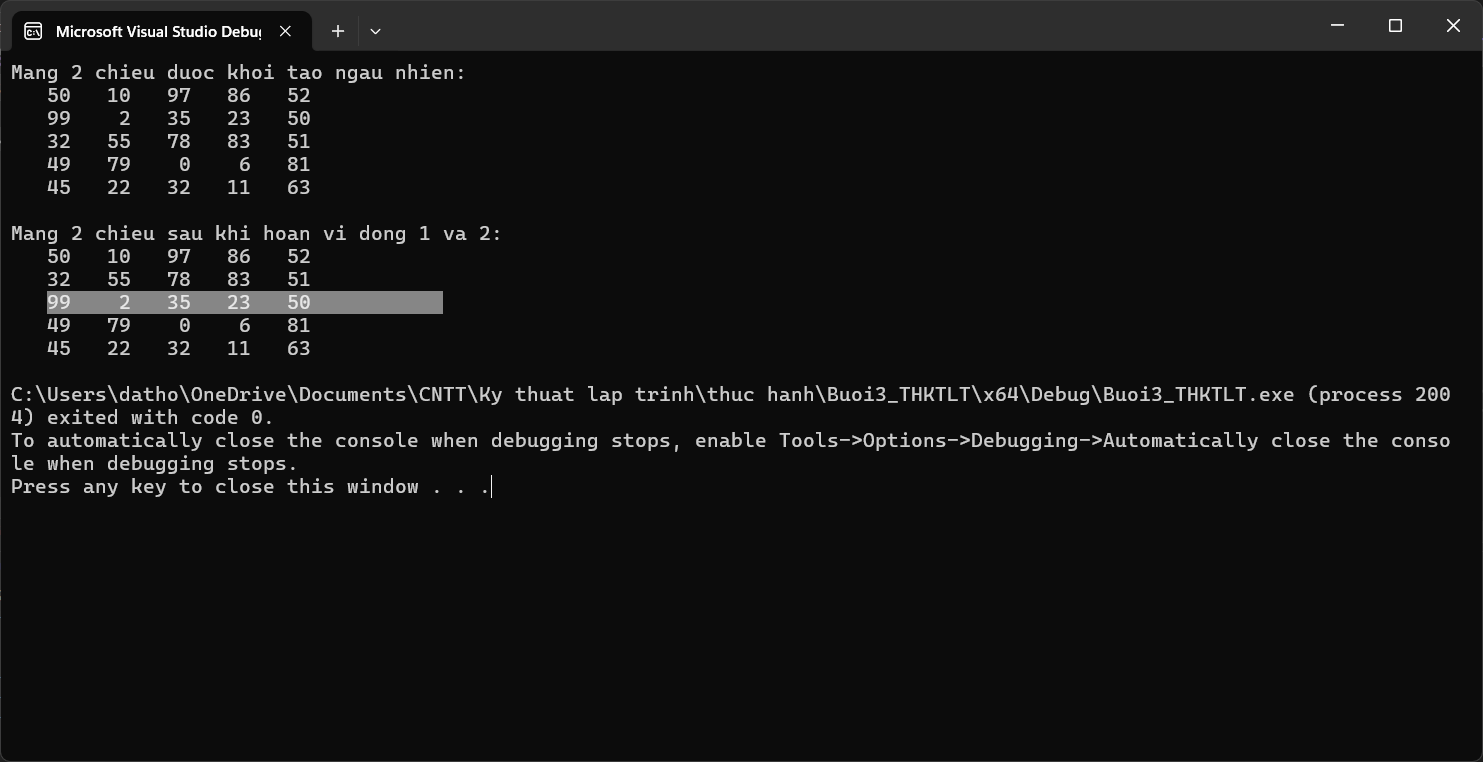 Microsoft Visual Studio Debu
Mang 2 chieu duoc khoi tao ngau nhien:
50 10 97 86 52
99 2 35 23 50
32 55 78 83 51
49 79 0 6 81
45 22 32 11 63
Mang 2 chieu sau khi hoan vi dong 1 va 2:
50 10 97 86 52
32 55 78 83 51
99 2 35 23 50
49 79 0 6 81
45 22 32 11 63
C:\Users\datho\OneDrive\Documents\CNTT\Ky thuat lap trinh\thuc hanh\Buoi3_THKTLT\x64\Debug\Buoi3_THKTLT.exe (process 200
4) exited with code 0.
To automatically close the console when debugging stops, enable Tools->Options->Debugging->Automatically close the conso
le when debugging stops.
Press any key to close this window . . .